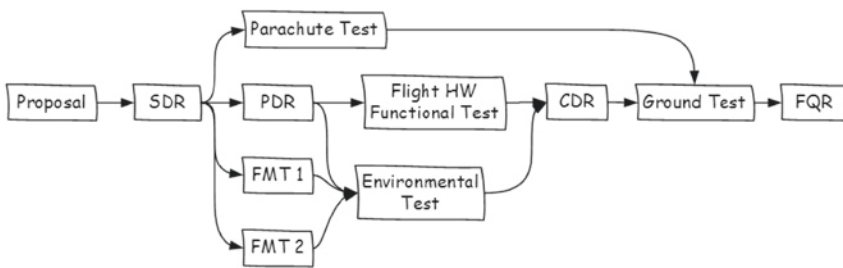 Parachute Test
Proposal
SDR
PDR
Flight HW
Functional Test
CDR
Ground Test
FQR
FMT 1
Environmental
Test
FMT 2